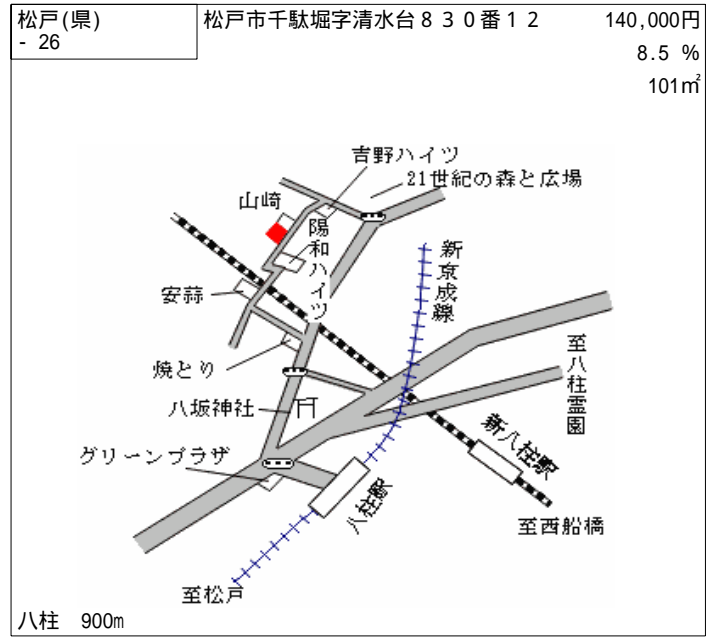 松戸(県)
- 26
松戸市千駄堀字清水台８３０番１２
140,000円
8.5 %
101㎡
吉野ハイツ
21世紀の森と広場
山崎
陽和ハイツ
新京成線
安蒜
焼とり
八坂神社
至八柱霊園
グリーンプラザ
新八柱駅
八柱駅
至西船橋
至松戸
八柱 900m